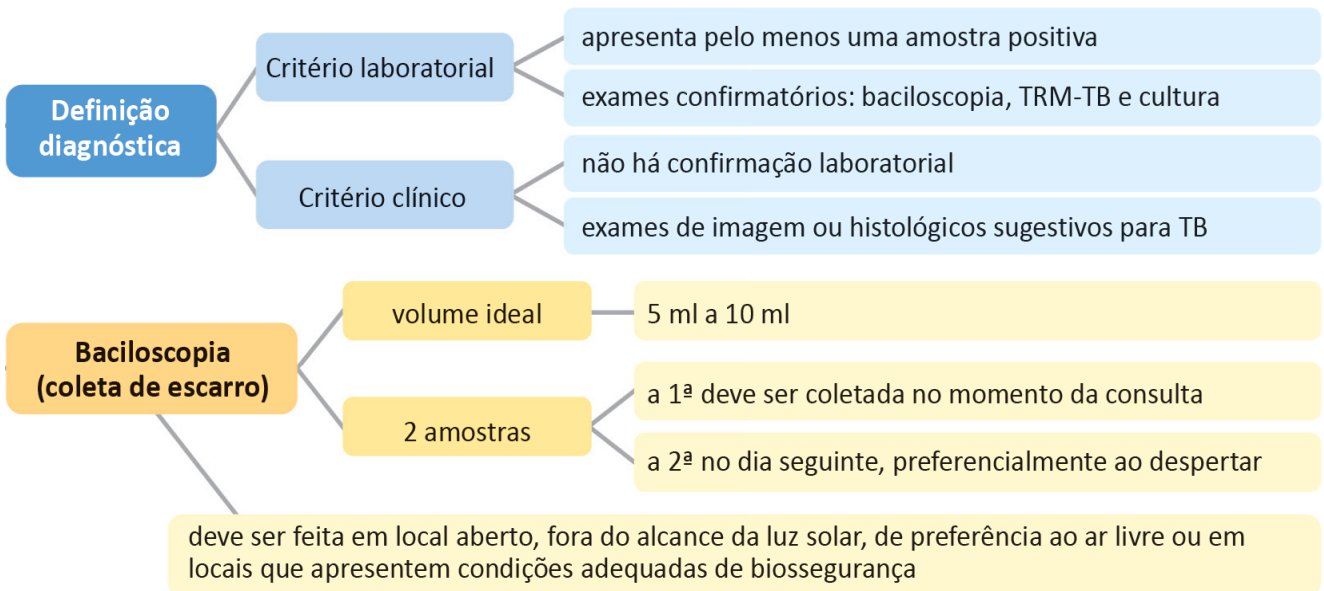 Definição
diagnóstica
Critério laboratorial
apresenta pelo menos uma amostra positiva
exames confirmatórios: baciloscopia, TRM-TB e cultura
Critério clínico
não há confirmação laboratorial
exames de imagem ou histológicos sugestivos para TB
Baciloscopia
(coleta de escarro)
volume ideal
5 ml a 10 ml
2 amostras
a 1ª deve ser coletada no momento da consulta
a 2ª no dia seguinte, preferencialmente ao despertar
deve ser feita em local aberto, fora do alcance da luz solar, de preferência ao ar livre ou em
locais que apresentem condições adequadas de biossegurança